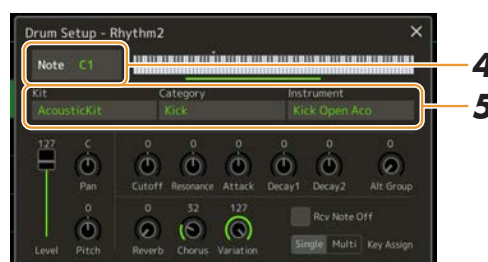 Drum Setup - Rhythm2
Note C1
4
Kit Category Instrument
AcousticKit Kick Kick Open Aco
5
127 C 0 0 0 0 0 0
Pan Cutoff Resonance Attack Decay1 Decay2 Alt Group
0 0 32 127
Rcv Note Off
Level Pitch Reverb Chorus Variation Single Multi Key Assign